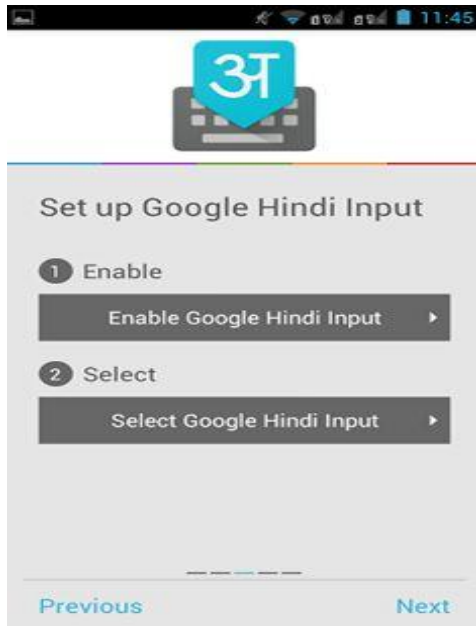 11:45
अ
Set up Google Hindi Input
1 Enable
Enable Google Hindi Input
2 Select
Select Google Hindi Input
Previous Next